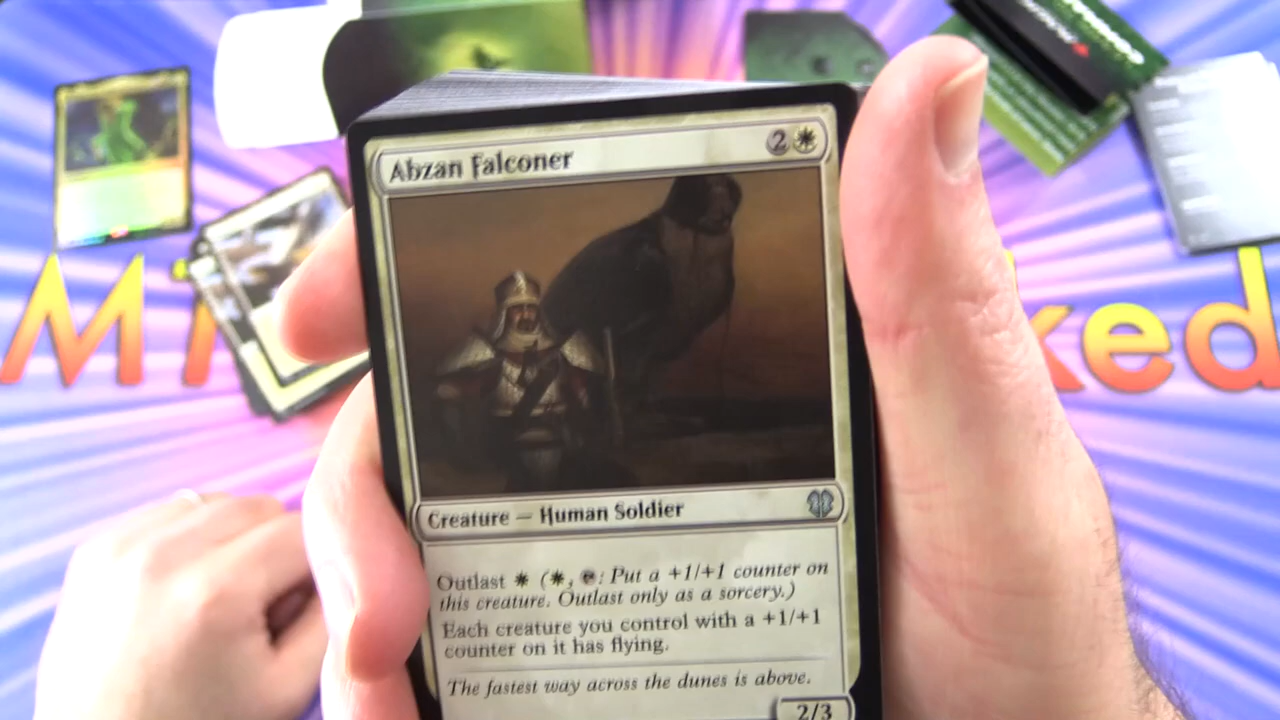 Abzan Falconer
2
Creature — Human Soldier
Outlast (, : Put a +1/+1 counter on
this creature. Outlast only as a sorcery.)
Each creature you control with a +1/+1
counter on it has flying.
The fastest way across the dunes is above.
2/3